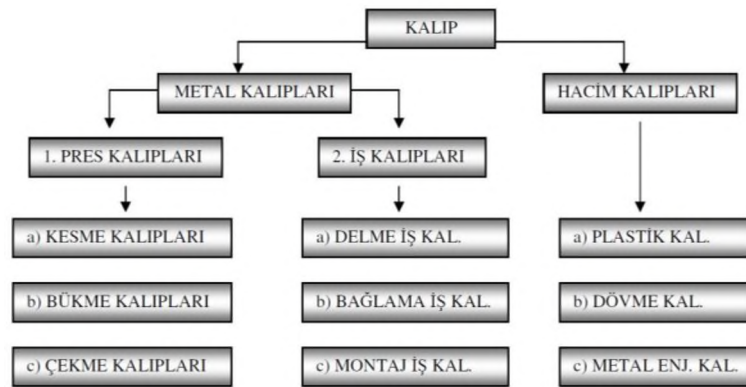 KALIP
METAL KALIPLARI
HACİM KALIPLARI
1. PRES KALIPLARI
2. İŞ KALIPLARI
a) KESME KALIPLARI
a) DELME İŞ KAL.
a) PLASTİK KAL.
b) BÜKME KALIPLARI
b) BAĞLAMA İŞ KAL.
b) DÖVME KAL.
c) ÇEKME KALIPLARI
c) MONTAJ İŞ KAL.
c) METAL ENJ. KAL.